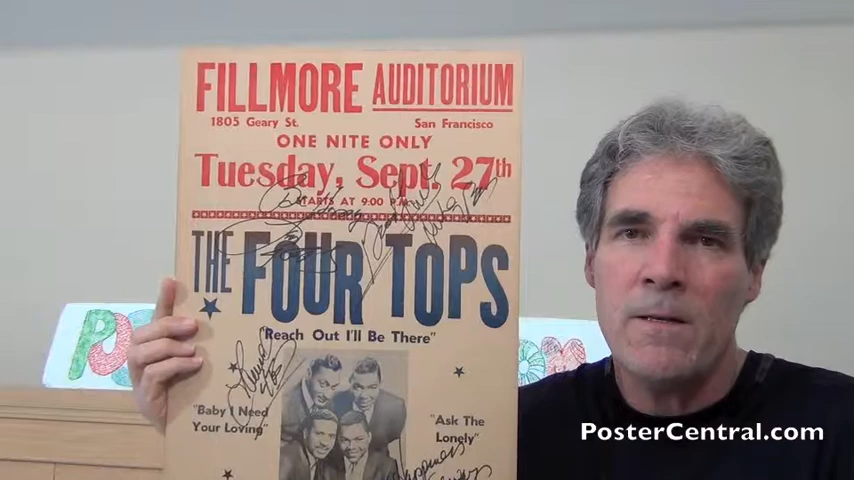 FILLMORE AUDITORIUM
1805 Geary St. San Francisco
ONE NITE ONLY
Tuesday, Sept. 27th
STARTS AT 9:00 P.M.
THE FOUR TOPS
"Reach Out I'll Be There"
"Baby I Need
Your Loving"
"Ask The
Lonely"
PosterCentral.com